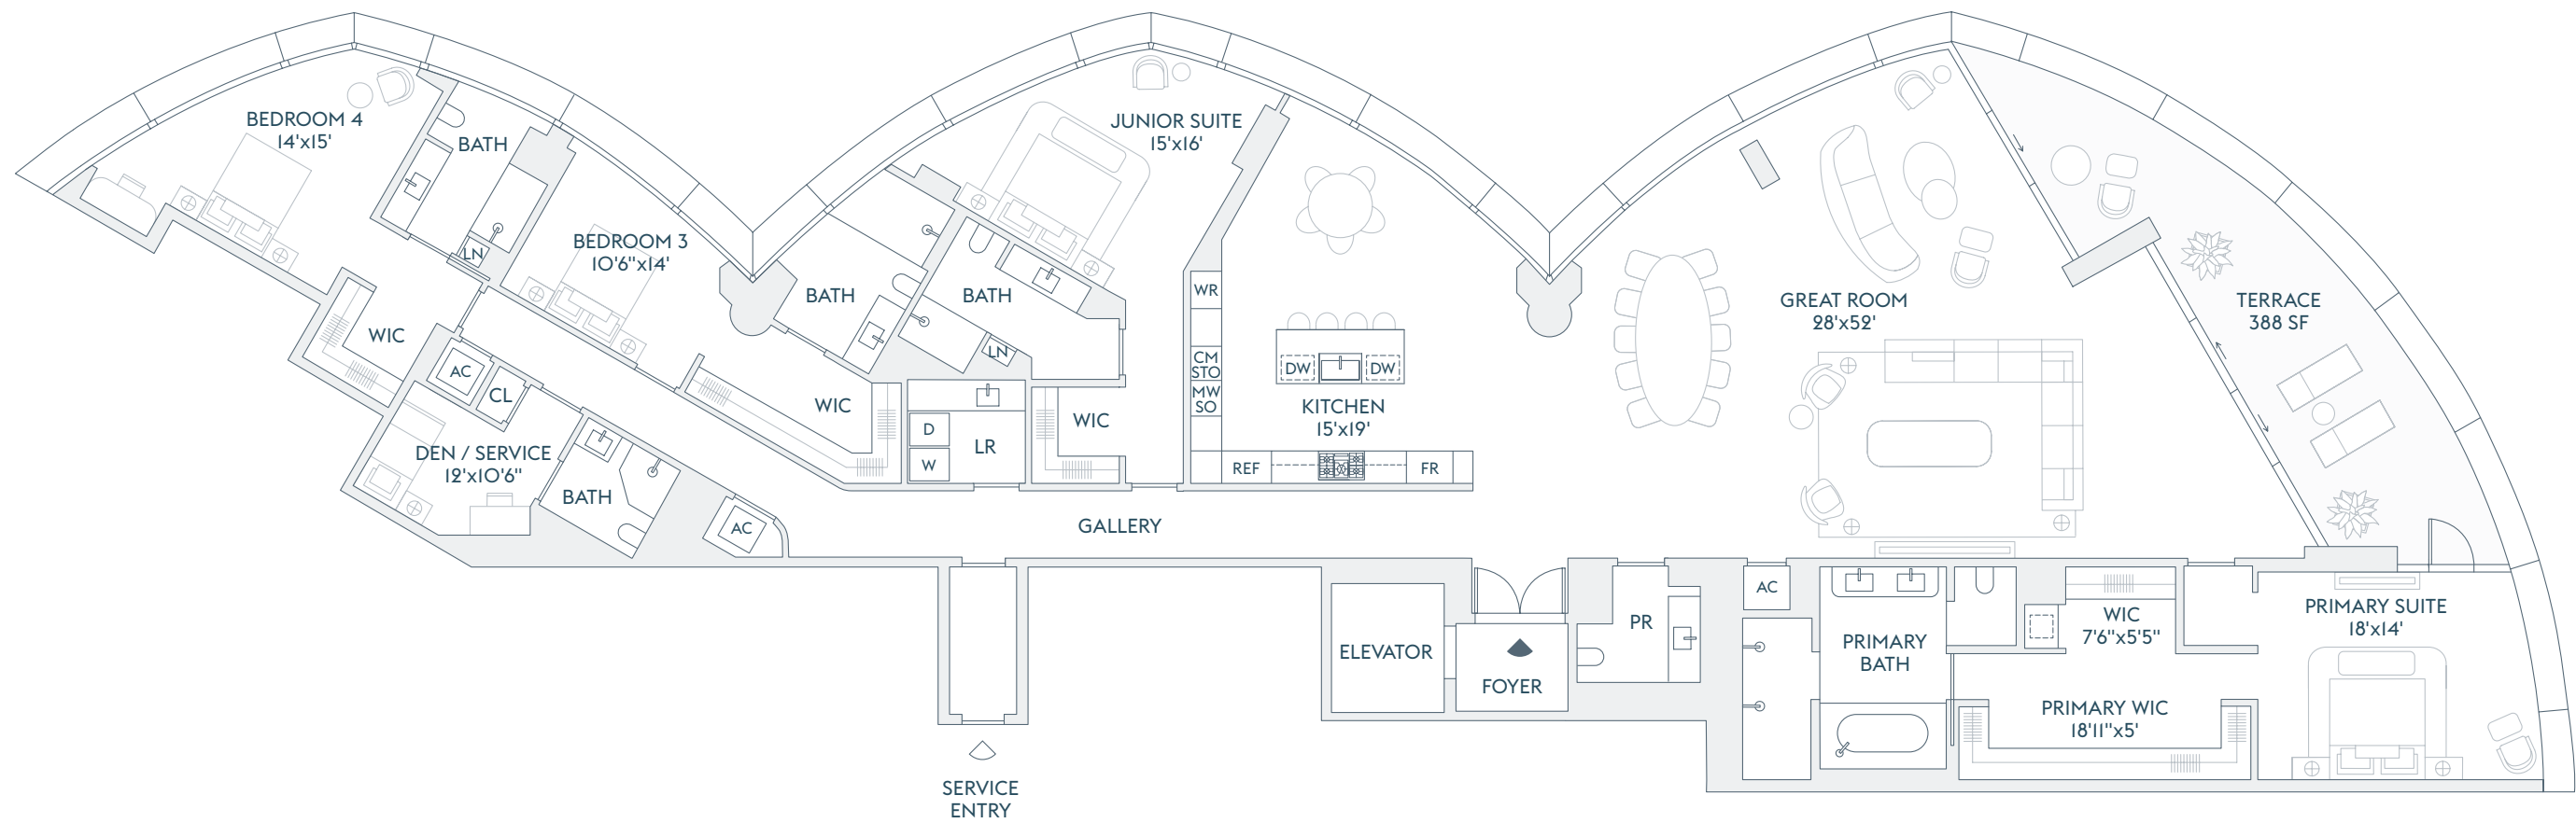 BEDROOM 4
14'x15'
BATH
LN
WIC
BEDROOM 3
10'6"x14'
AC
CL
DEN / SERVICE
12'x10'6"
BATH
AC
BATH
WIC
JUNIOR SUITE
15'x16'
BATH
LN
D
W
LR
WIC
WR
CM
STO
MW
SO
DW
DW
KITCHEN
15'x19'
REF
FR
GALLERY
GREAT ROOM
28'x52'
TERRACE
388 SF
SERVICE
ENTRY
ELEVATOR
FOYER
PR
AC
PRIMARY
BATH
WIC
7'6"x5'5"
PRIMARY WIC
18'11"x5'
PRIMARY SUITE
18'x14'